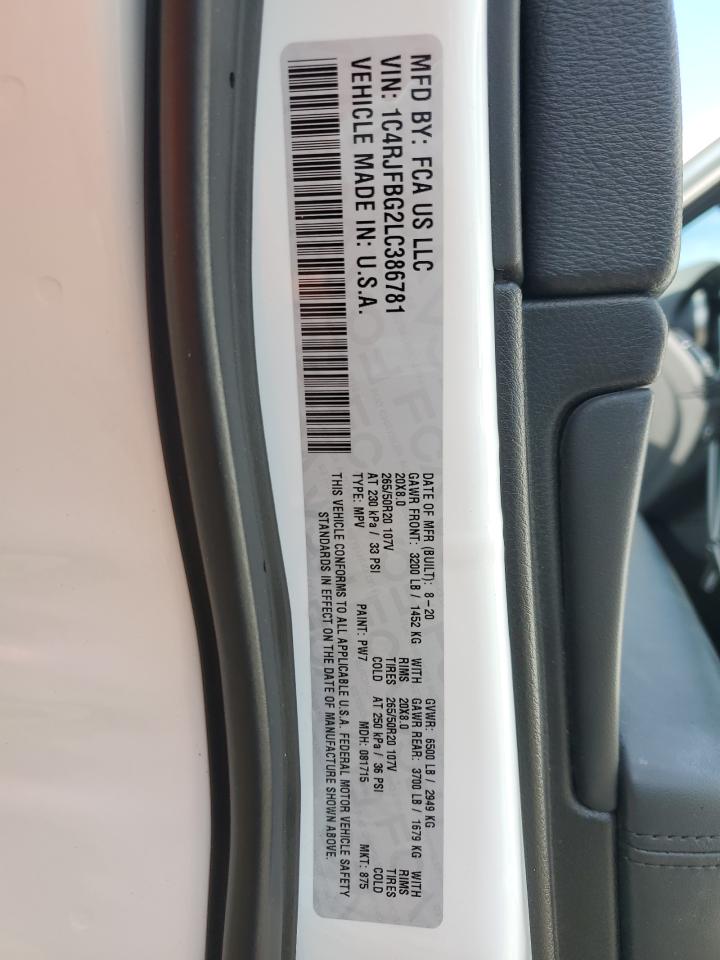 MFD BY: FCA US LLC
VIN: 1C4RJFBG2LC386781
VEHICLE MADE IN: U.S.A.
DATE OF MFR (BUILT): 8-20 GVWR: 6500 LB / 2949 KG
GAWR FRONT: 3200 LB / 1452 KG WITH GAWR REAR: 3700 LB / 1679 KG WITH
20X8.0 RIMS 20X8.0 RIMS
265/50R20 107V TIRES 265/50R20 107V TIRES
AT 230 kPa / 33 PSI COLD AT 250 kPa / 36 PSI COLD
TYPE: MPV PAINT: PW7 MDH: 081715 MKT: 875
THIS VEHICLE CONFORMS TO ALL APPLICABLE U.S.A. FEDERAL MOTOR VEHICLE SAFETY
STANDARDS IN EFFECT ON THE DATE OF MANUFACTURE SHOWN ABOVE.